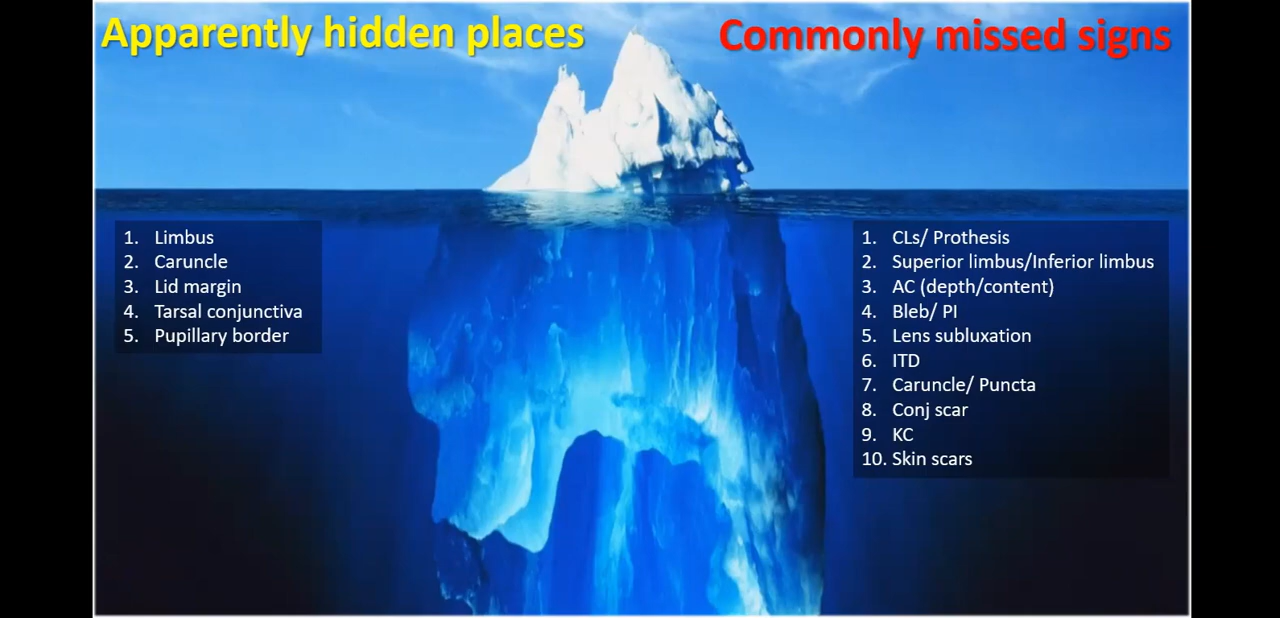 Apparently hidden places
Commonly missed signs
1. Limbus
2. Caruncle
3. Lid margin
4. Tarsal conjunctiva
5. Pupillary border
1. CLs/ Prothesis
2. Superior limbus/Inferior limbus
3. AC (depth/content)
4. Bleb/ PI
5. Lens subluxation
6. ITD
7. Caruncle/ Puncta
8. Conj scar
9. KC
10. Skin scars